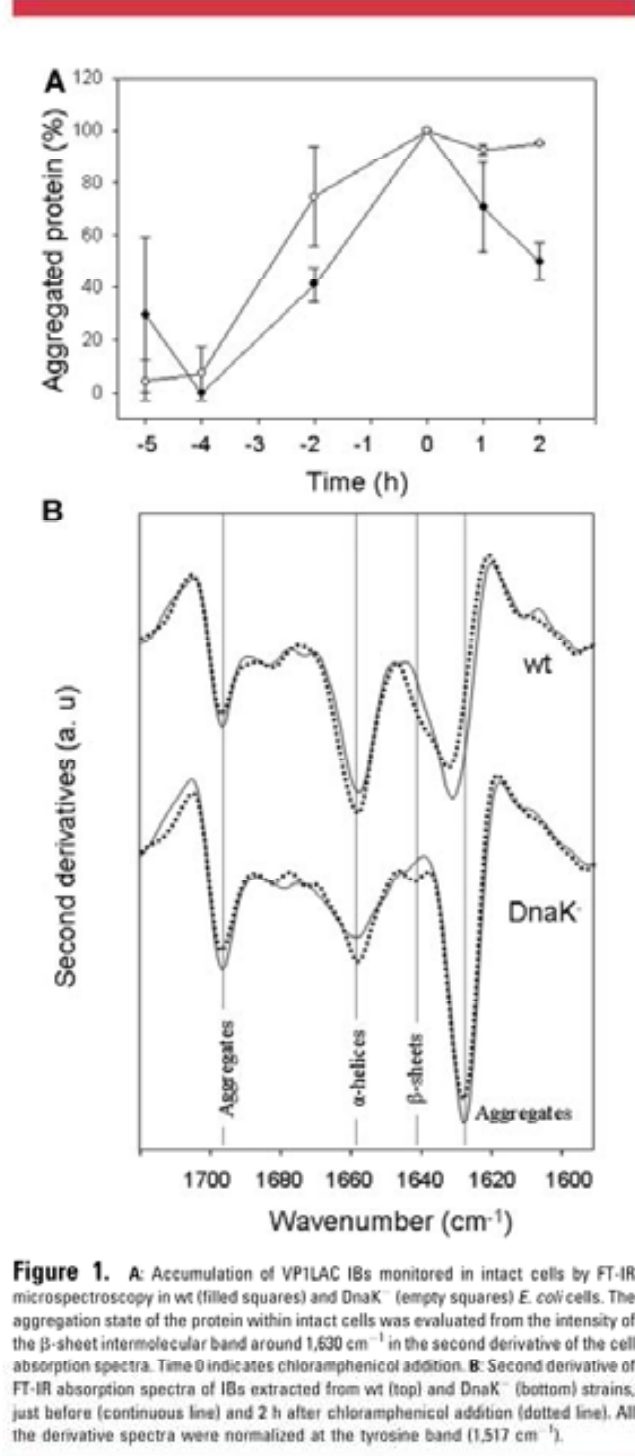 A
120
100
80
60
40
20
0
Aggregated protein (%)
-5 -4 -3 -2 -1 0 1 2
Time (h)
B
Second derivatives (a. u)
wt
DnaK-
Aggregates
α-helices
β-sheets
Aggregates
1700 1680 1660 1640 1620 1600
Wavenumber (cm-1)
Figure 1. A: Accumulation of VP1LAC IBs monitored in intact cells by FT-IR
microspectroscopy in wt (filled squares) and DnaK− (empty squares) E. coli cells. The
aggregation state of the protein within intact cells was evaluated from the intensity of
the β-sheet intermolecular band around 1,630 cm−1 in the second derivative of the cell
absorption spectra. Time 0 indicates chloramphenicol addition. B: Second derivative of
FT-IR absorption spectra of IBs extracted from wt (top) and DnaK− (bottom) strains,
just before (continuous line) and 2 h after chloramphenicol addition (dotted line). All
the derivative spectra were normalized at the tyrosine band (1,517 cm−1).